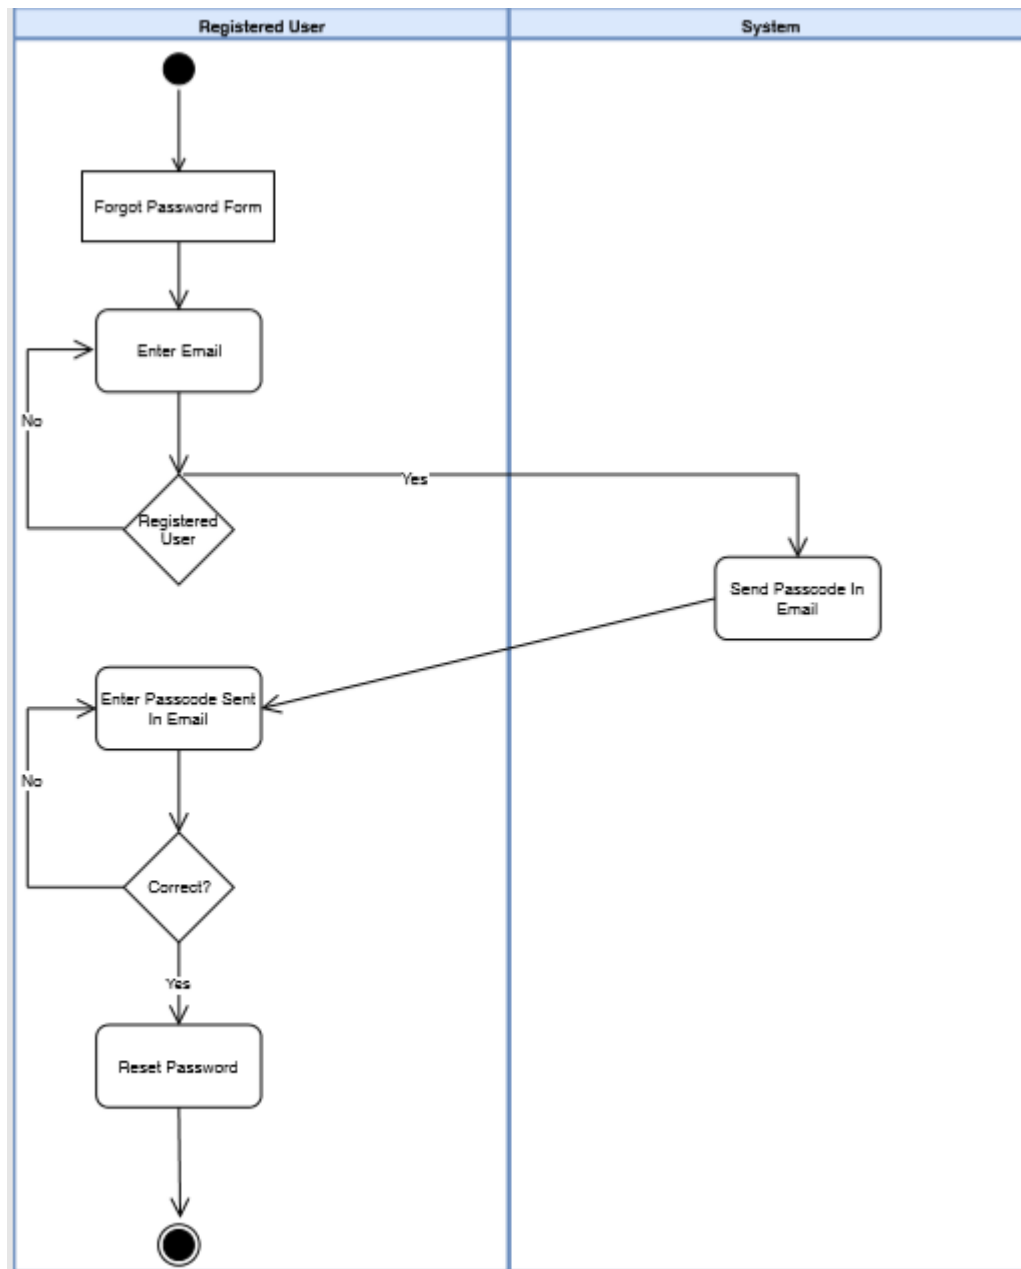 Registered User
System
Forgot Password Form
Enter Email
No
Yes
Registered
User
Send Passcode In
Email
Enter Passcode Sent
In Email
No
Correct?
Yes
Reset Password